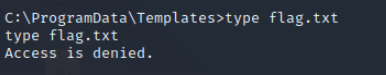 C:\ProgramData\Templates>type flag.txt
type flag.txt
Access is denied.